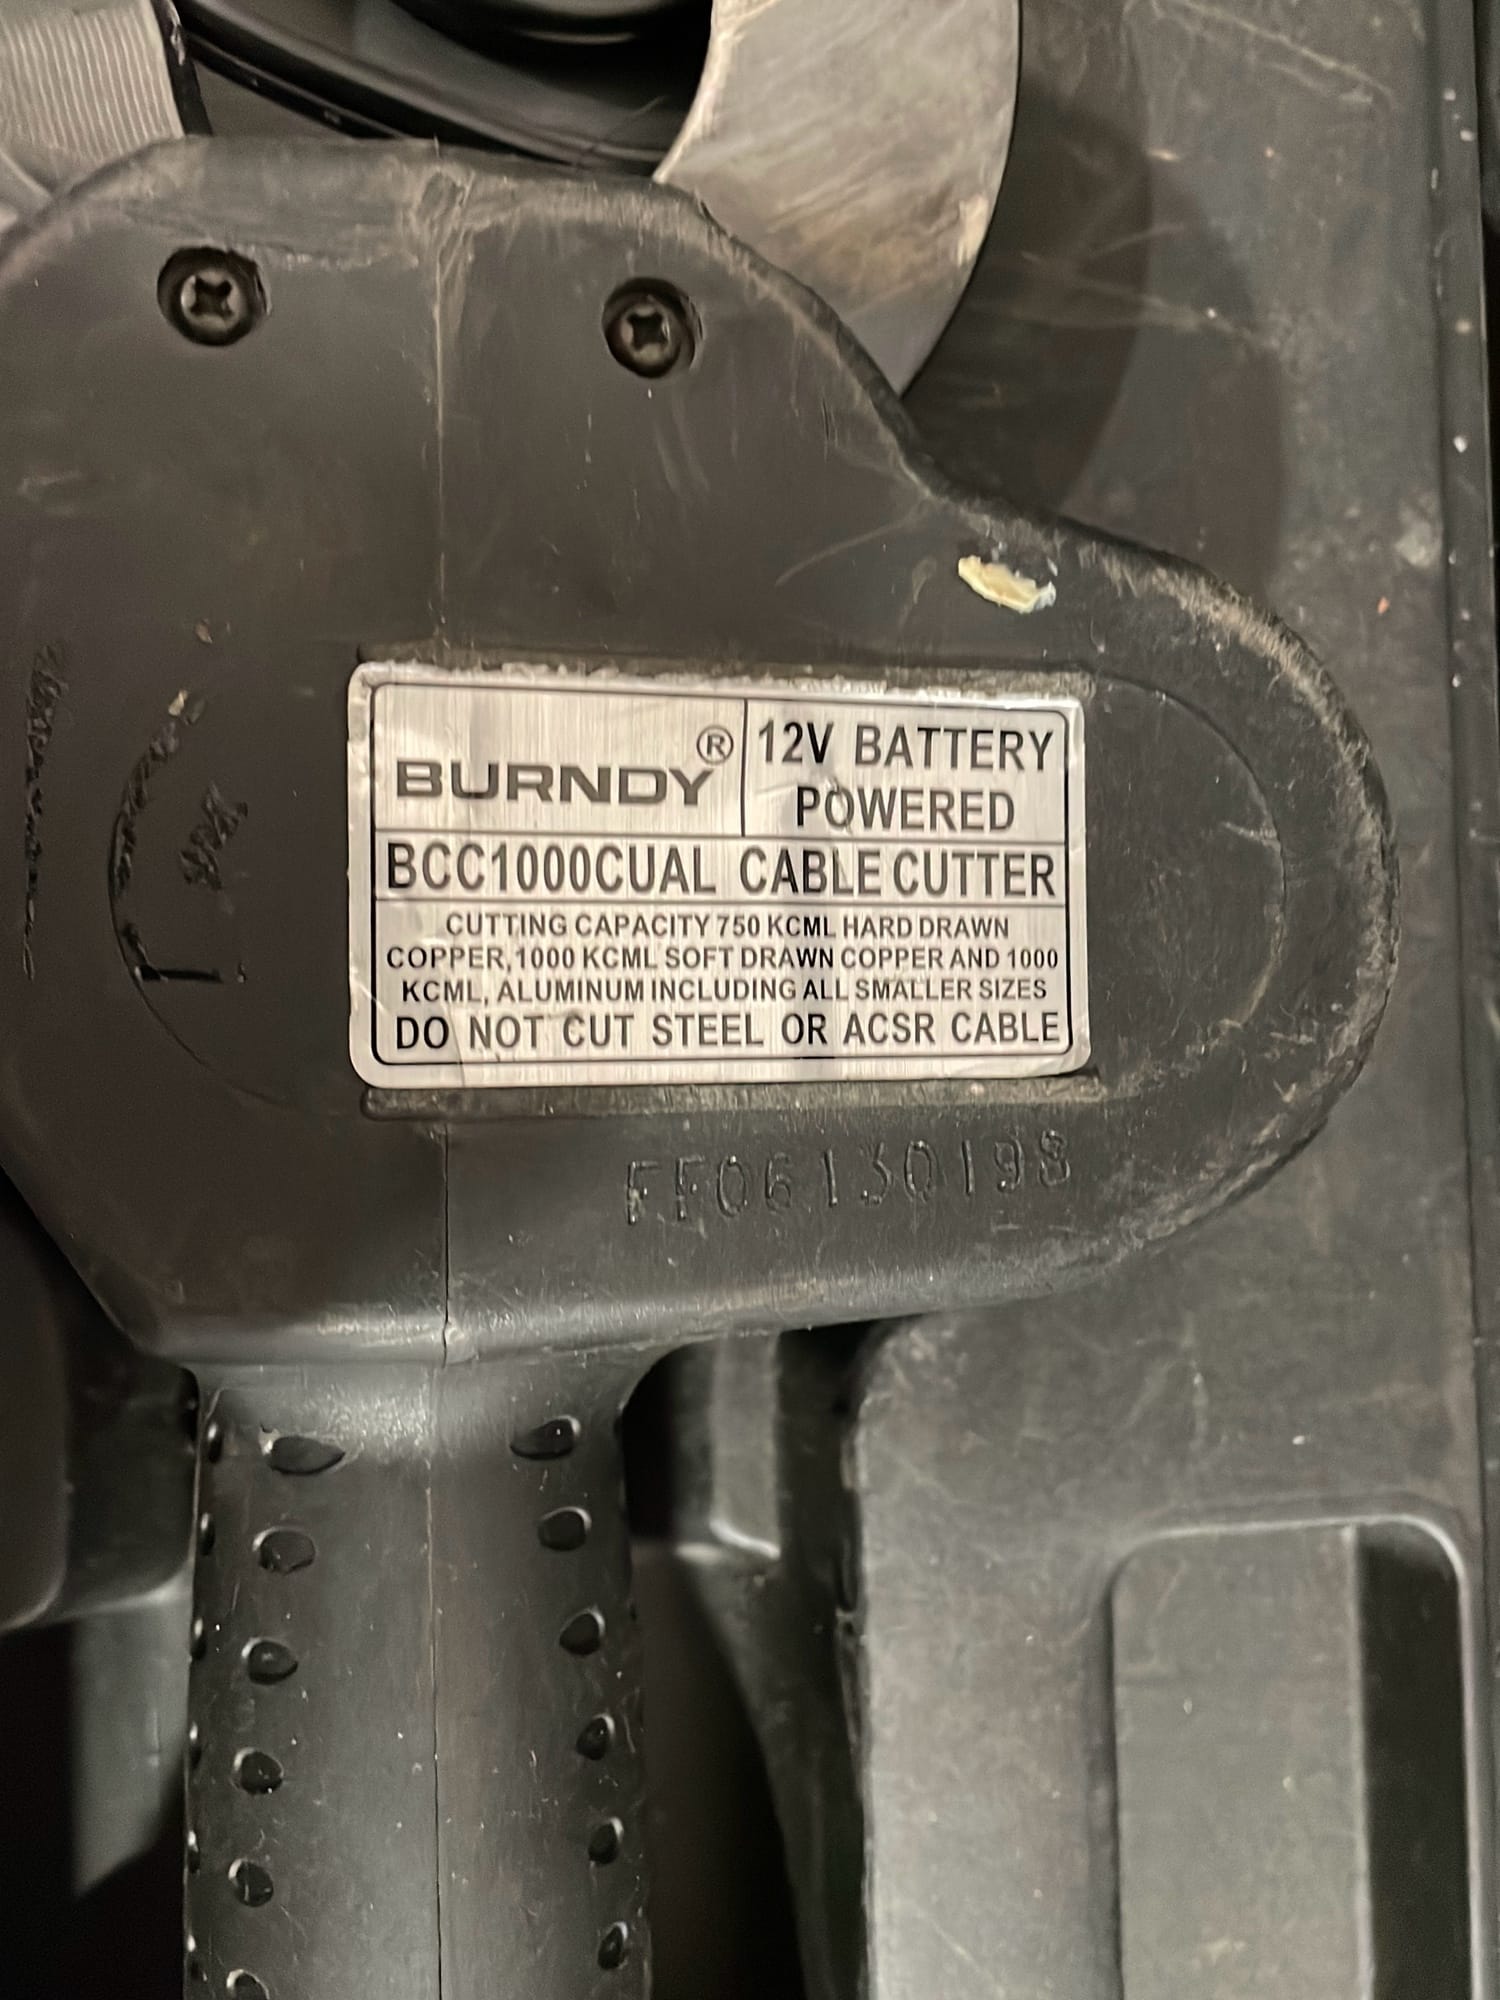 BURNDY®
12V BATTERY
POWERED
BCC1000CUAL CABLE CUTTER
CUTTING CAPACITY 750 KCML HARD DRAWN
COPPER, 1000 KCML SOFT DRAWN COPPER AND 1000
KCML, ALUMINUM INCLUDING ALL SMALLER SIZES
DO NOT CUT STEEL OR ACSR CABLE
FF06130198